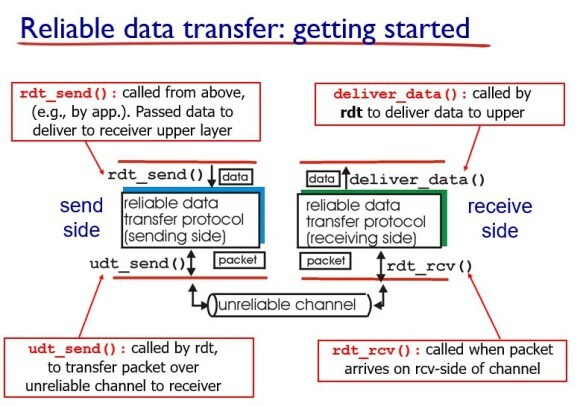 Reliable data transfer: getting started
rdt_send(): called from above,
(e.g., by app.). Passed data to
deliver to receiver upper layer
deliver_data(): called by
rdt to deliver data to upper
rdt_send()
data
data
deliver_data()
send
side
reliable data
transfer protocol
(sending side)
reliable data
transfer protocol
(receiving side)
receive
side
udt_send()
packet
packet
rdt_rcv()
unreliable channel
udt_send(): called by rdt,
to transfer packet over
unreliable channel to receiver
rdt_rcv(): called when packet
arrives on rcv-side of channel